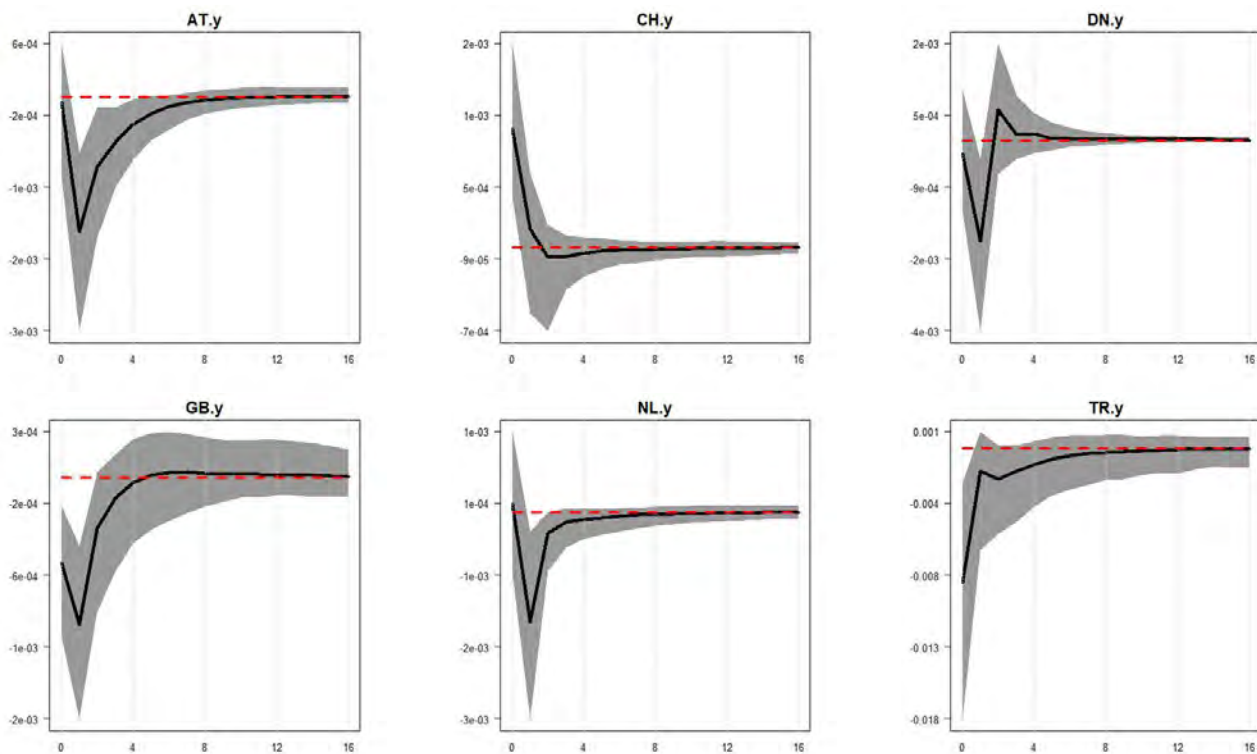 AT.y
6e-04
-2e-04
-1e-03
-2e-03
-3e-03
0 4 8 12 16
CH.y
2e-03
1e-03
5e-04
-9e-05
-7e-04
0 4 8 12 16
DN.y
2e-03
5e-04
-9e-04
-2e-03
-4e-03
0 4 8 12 16
GB.y
3e-04
-2e-04
-6e-04
-1e-03
-2e-03
0 4 8 12 16
NL.y
1e-03
1e-04
-1e-03
-2e-03
-3e-03
0 4 8 12 16
TR.y
0.001
-0.004
-0.008
-0.013
-0.018
0 4 8 12 16